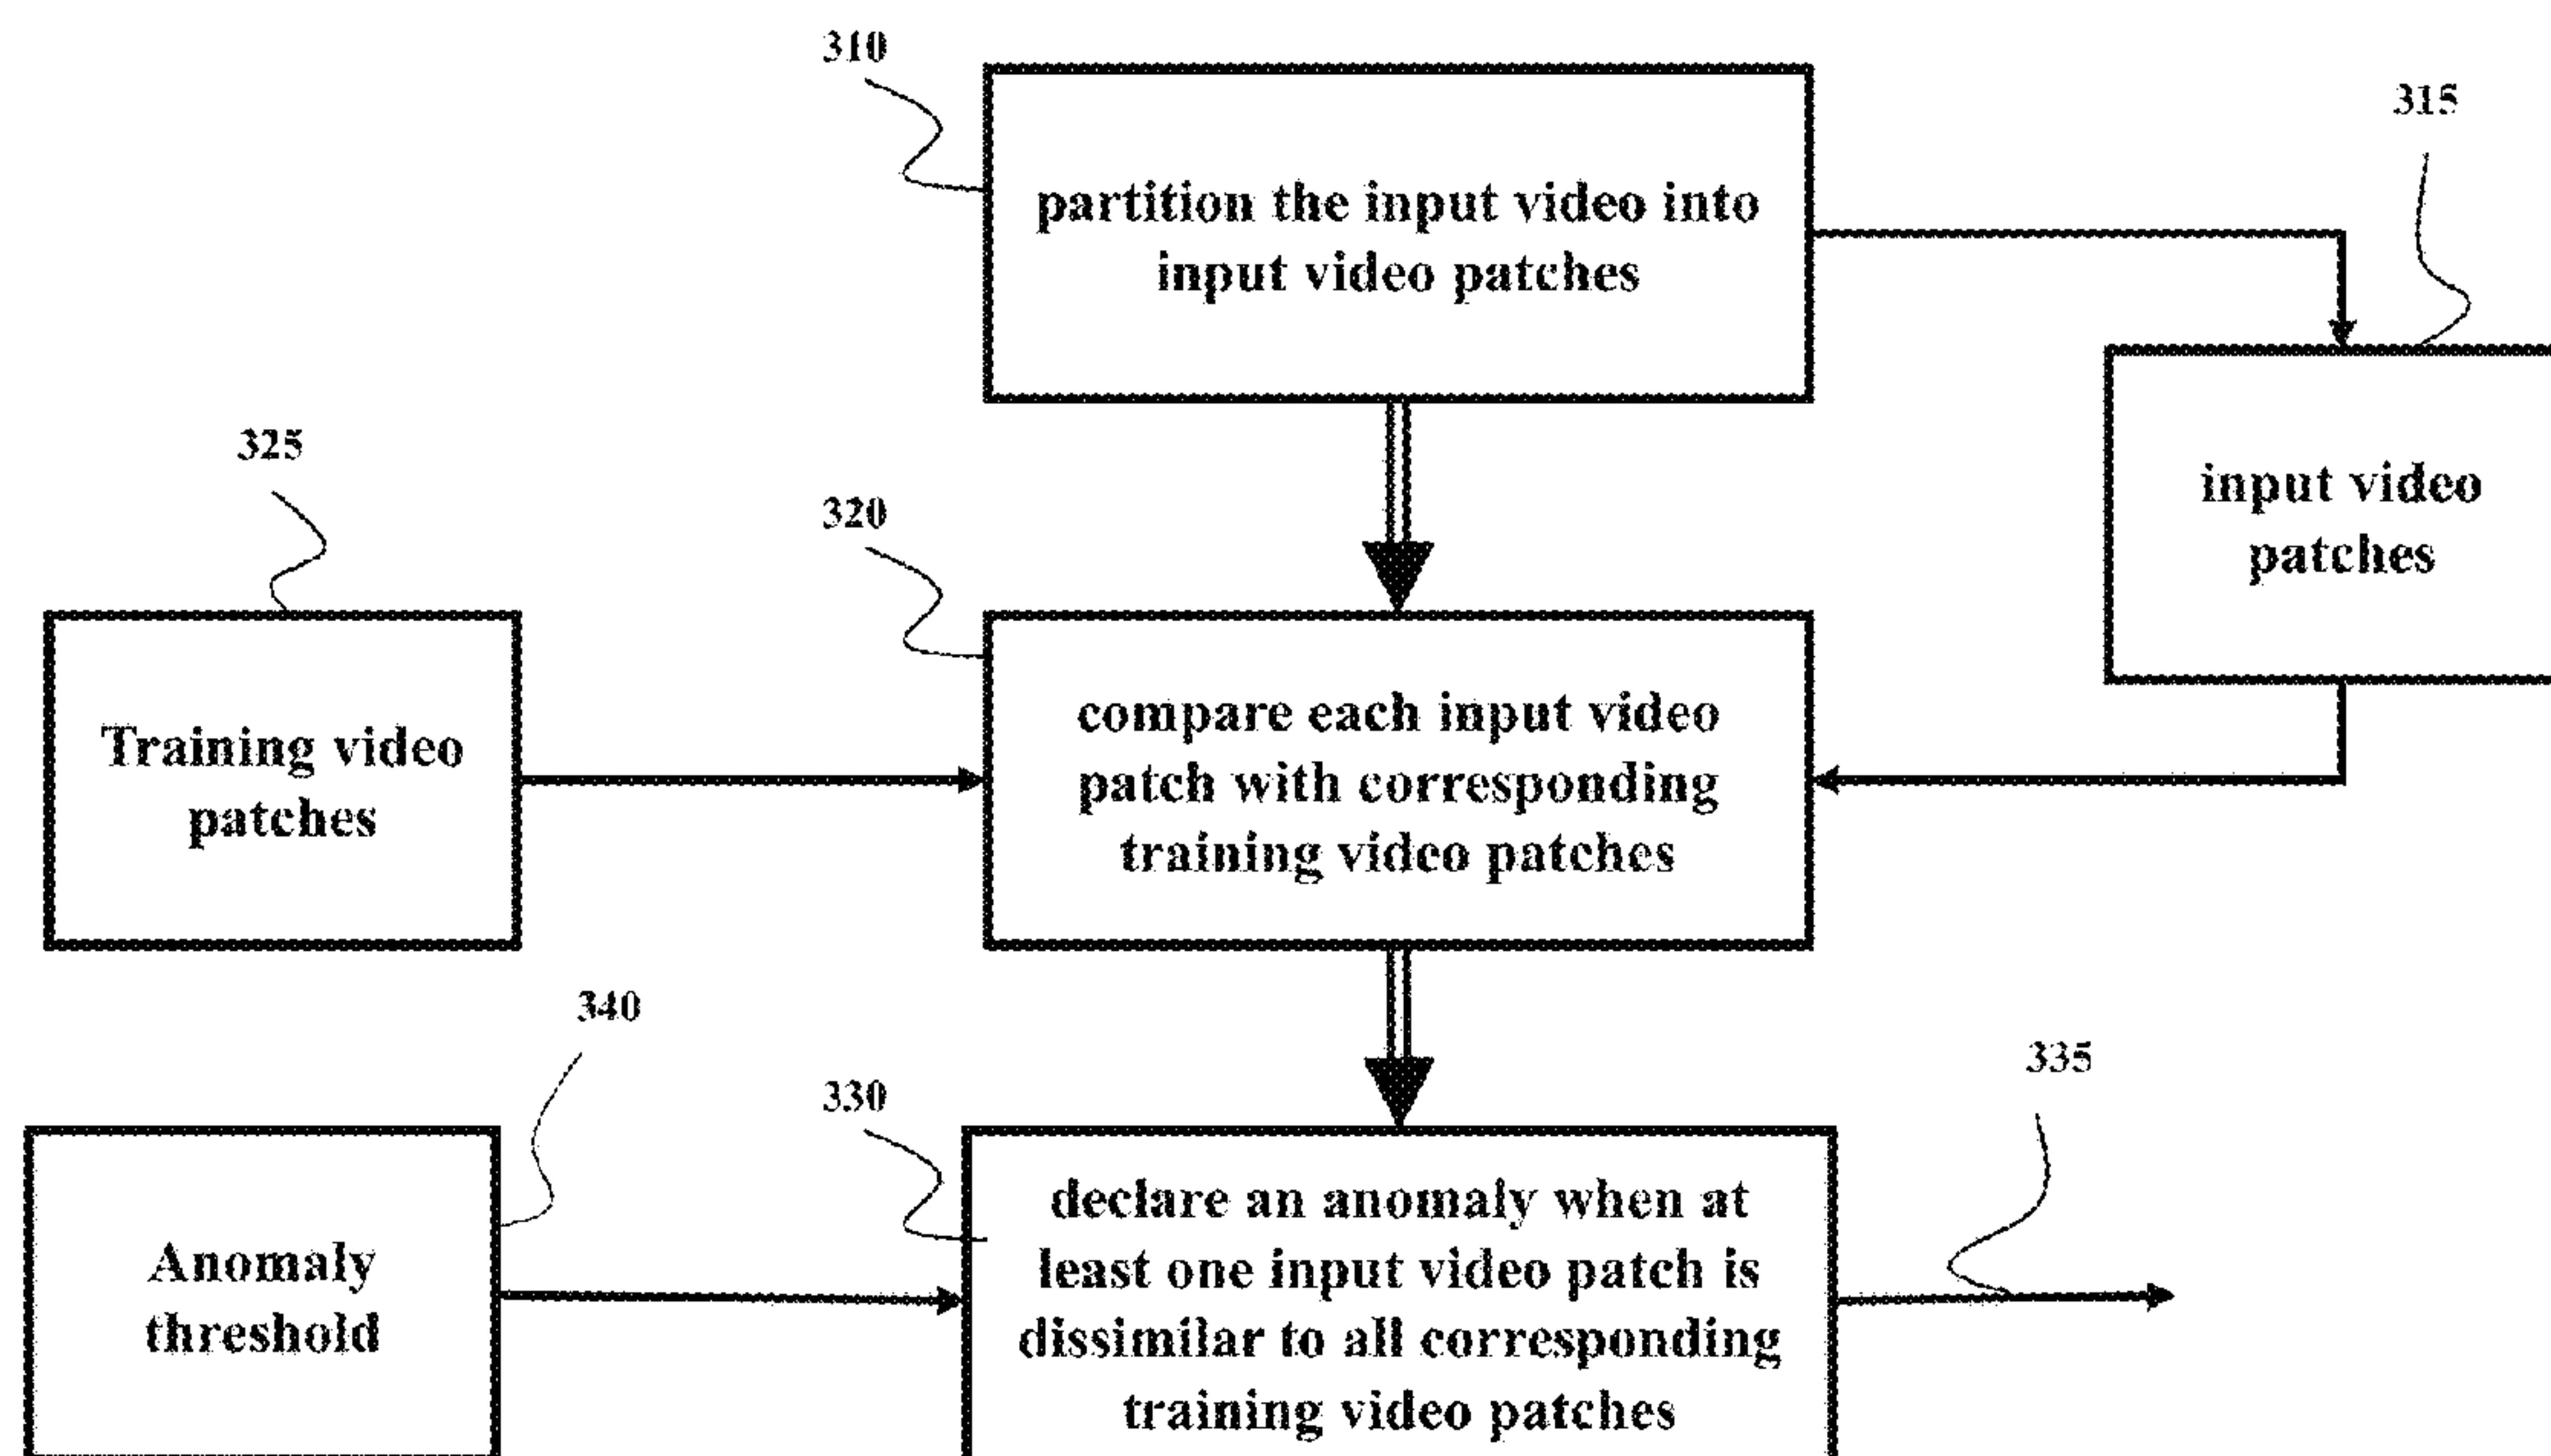 310
315
partition the input video into
input video patches
325
320
input video
patches
Training video
patches
compare each input video
patch with corresponding
training video patches
340
330
335
Anomaly
threshold
declare an anomaly when at
least one input video patch is
dissimilar to all corresponding
training video patches